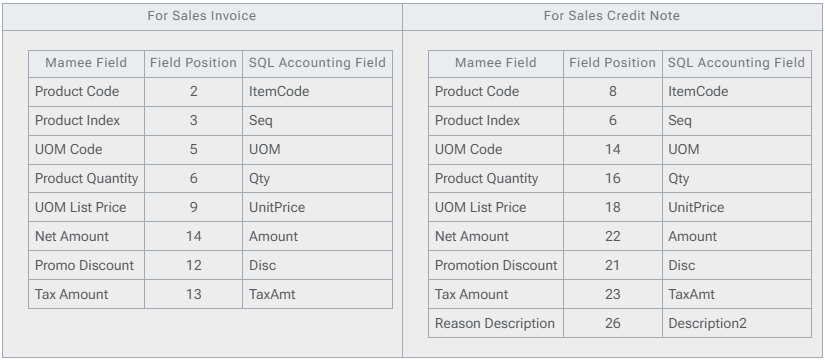 For Sales Invoice
Mamee Field Field Position SQL Accounting Field
Product Code 2 ItemCode
Product Index 3 Seq
UOM Code 5 UOM
Product Quantity 6 Qty
UOM List Price 9 UnitPrice
Net Amount 14 Amount
Promo Discount 12 Disc
Tax Amount 13 TaxAmt
For Sales Credit Note
Mamee Field Field Position SQL Accounting Field
Product Code 8 ItemCode
Product Index 6 Seq
UOM Code 14 UOM
Product Quantity 16 Qty
UOM List Price 18 UnitPrice
Net Amount 22 Amount
Promotion Discount 21 Disc
Tax Amount 23 TaxAmt
Reason Description 26 Description2